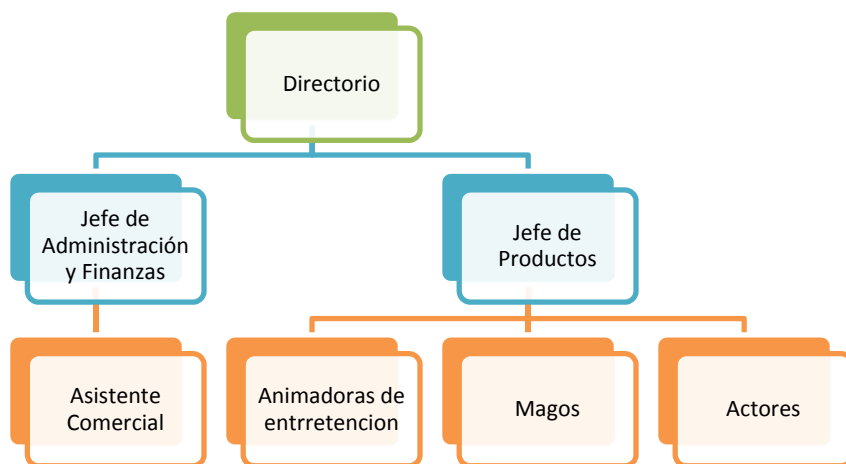 Directorio
Jefe de
Administración
y Finanzas
Jefe de
Productos
Asistente
Comercial
Animadoras de
entrretencion
Magos
Actores